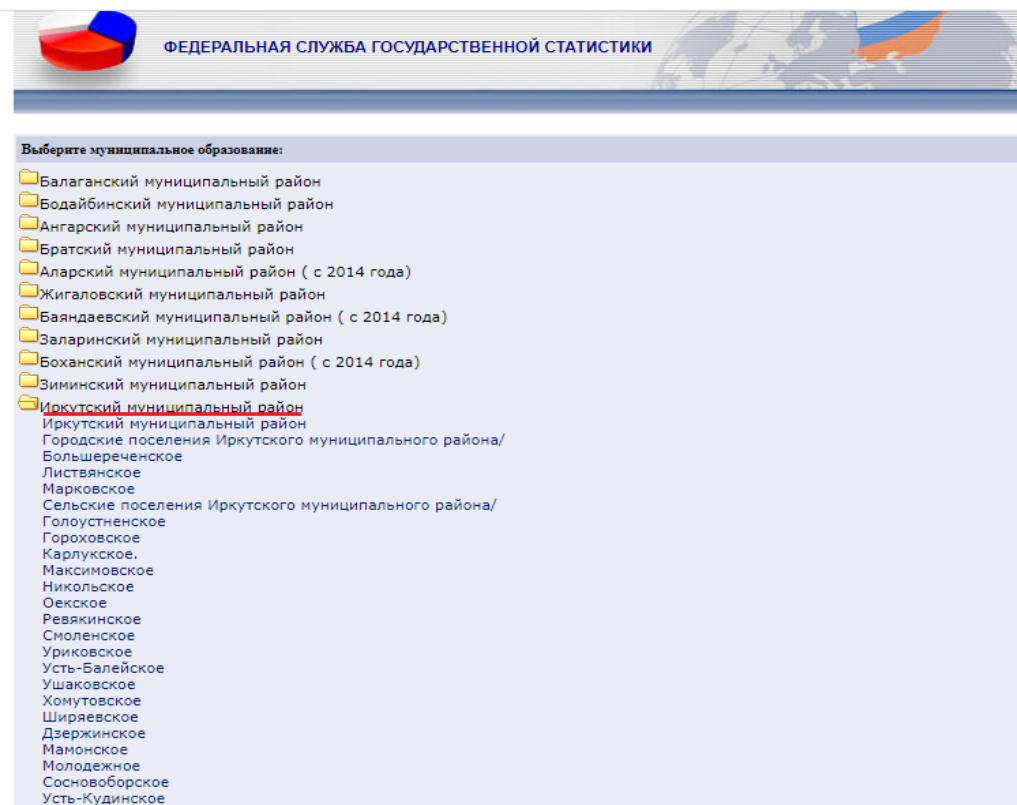 ФЕДЕРАЛЬНАЯ СЛУЖБА ГОСУДАРСТВЕННОЙ СТАТИСТИКИ
Выберите муниципальное образование:
Балаганский муниципальный район
Бодайбинский муниципальный район
Ангарский муниципальный район
Братский муниципальный район
Аларский муниципальный район ( с 2014 года)
Жигаловский муниципальный район
Баяндаевский муниципальный район ( с 2014 года)
Заларинский муниципальный район
Боханский муниципальный район ( с 2014 года)
Зиминский муниципальный район
Иркутский муниципальный район
Иркутский муниципальный район
Городские поселения Иркутского муниципального района/
Большереченское
Листвянское
Марковское
Сельские поселения Иркутского муниципального района/
Голоустненское
Гороховское
Карлукское.
Максимовское
Никольское
Оекское
Ревякинское
Смоленское
Уриковское
Усть-Балейское
Ушаковское
Хомутовское
Ширяевское
Дзержинское
Мамонское
Молодежное
Сосновоборское
Усть-Кудинское